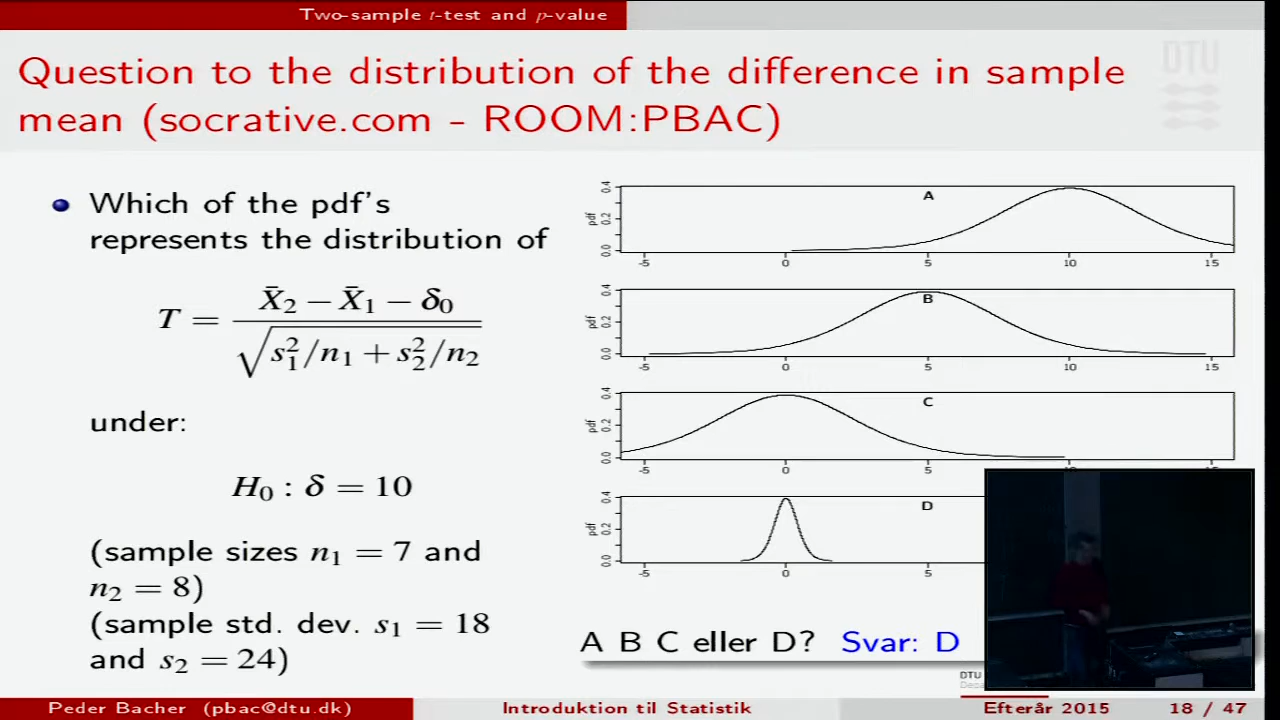 Two-sample t-test and p-value
Question to the distribution of the difference in sample
mean (socrative.com - ROOM:PBAC)
DTU
Which of the pdf's
represents the distribution of
T = X̄₂ − X̄₁ − δ₀ / √s₁²/n₁ + s₂²/n₂
under:
H₀ : δ = 10
(sample sizes n₁ = 7 and
n₂ = 8)
(sample std. dev. s₁ = 18
and s₂ = 24)
A
pdf
0.0 0.2 0.4
-5 0 5 10 15
B
pdf
0.0 0.2 0.4
-5 0 5 10 15
C
pdf
0.0 0.2 0.4
-5 0 5 10 15
D
pdf
0.0 0.2 0.4
-5 0 5
A B C eller D? Svar: D
DTU
Peder Bacher (pbac@dtu.dk) Introduktion til Statistik Efterår 2015 18 / 47